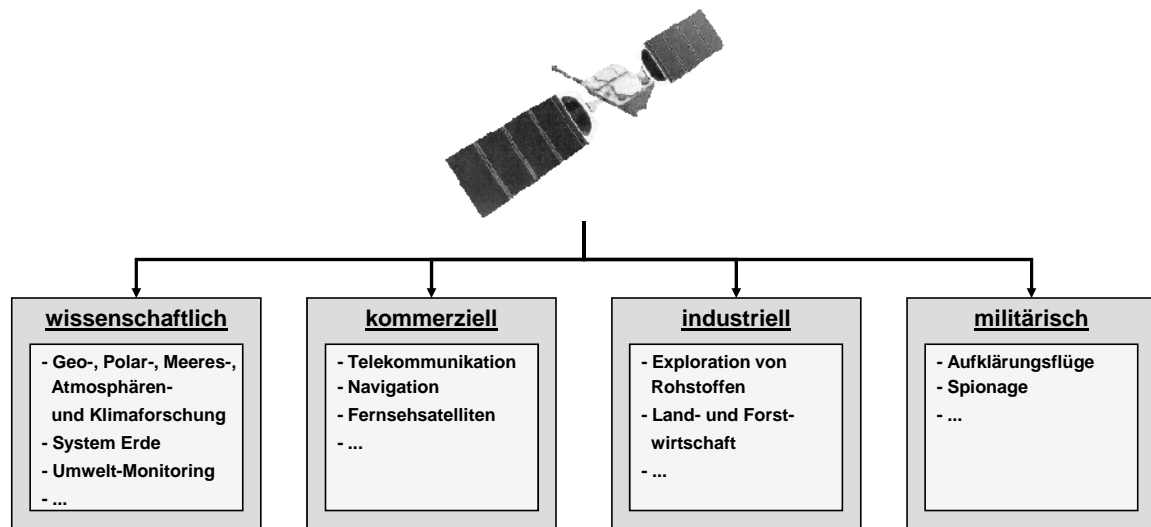 wissenschaftlich
- Geo-, Polar-, Meeres-,
Atmosphären-
und Klimaforschung
- System Erde
- Umwelt-Monitoring
- ...
kommerziell
- Telekommunikation
- Navigation
- Fernsehsatelliten
- ...
industriell
- Exploration von
Rohstoffen
- Land- und Forst-
wirtschaft
- ...
militärisch
- Aufklärungsflüge
- Spionage
- ...